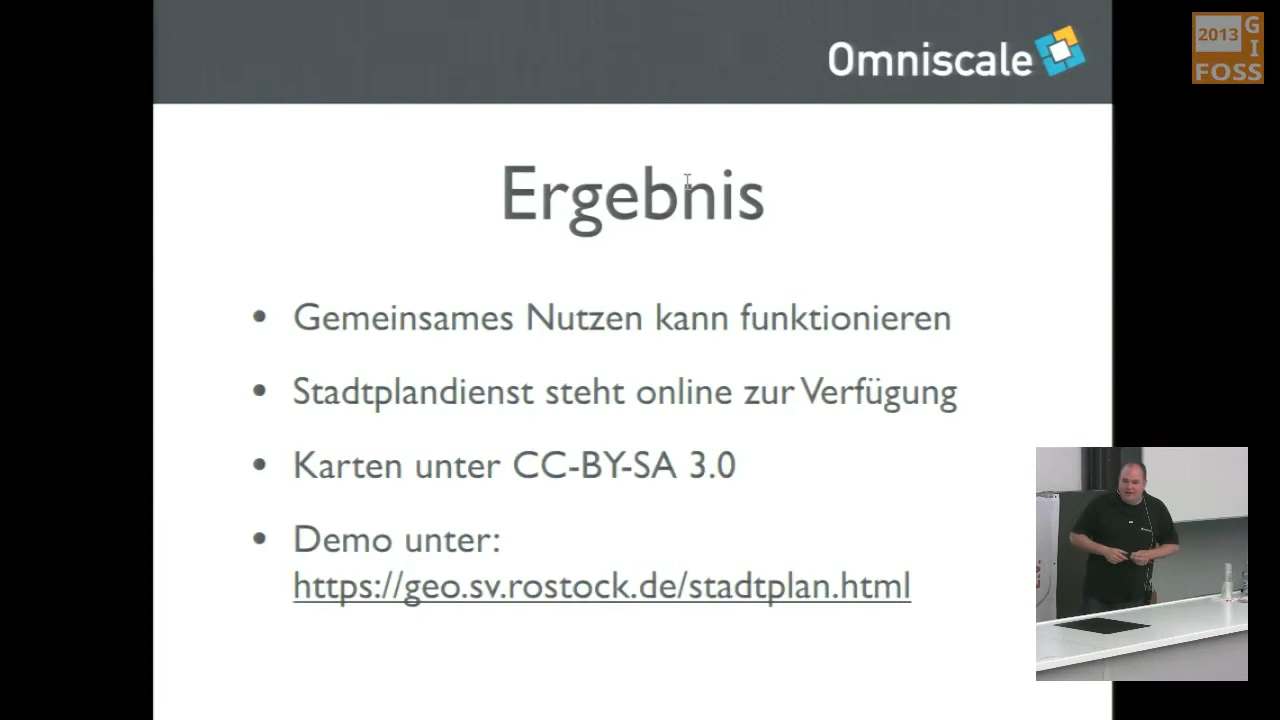 Omniscale
2013 GI
FOSS
Ergebnis
• Gemeinsames Nutzen kann funktionieren
• Stadtplandienst steht online zur Verfügung
• Karten unter CC-BY-SA 3.0
• Demo unter:
https://geo.sv.rostock.de/stadtplan.html